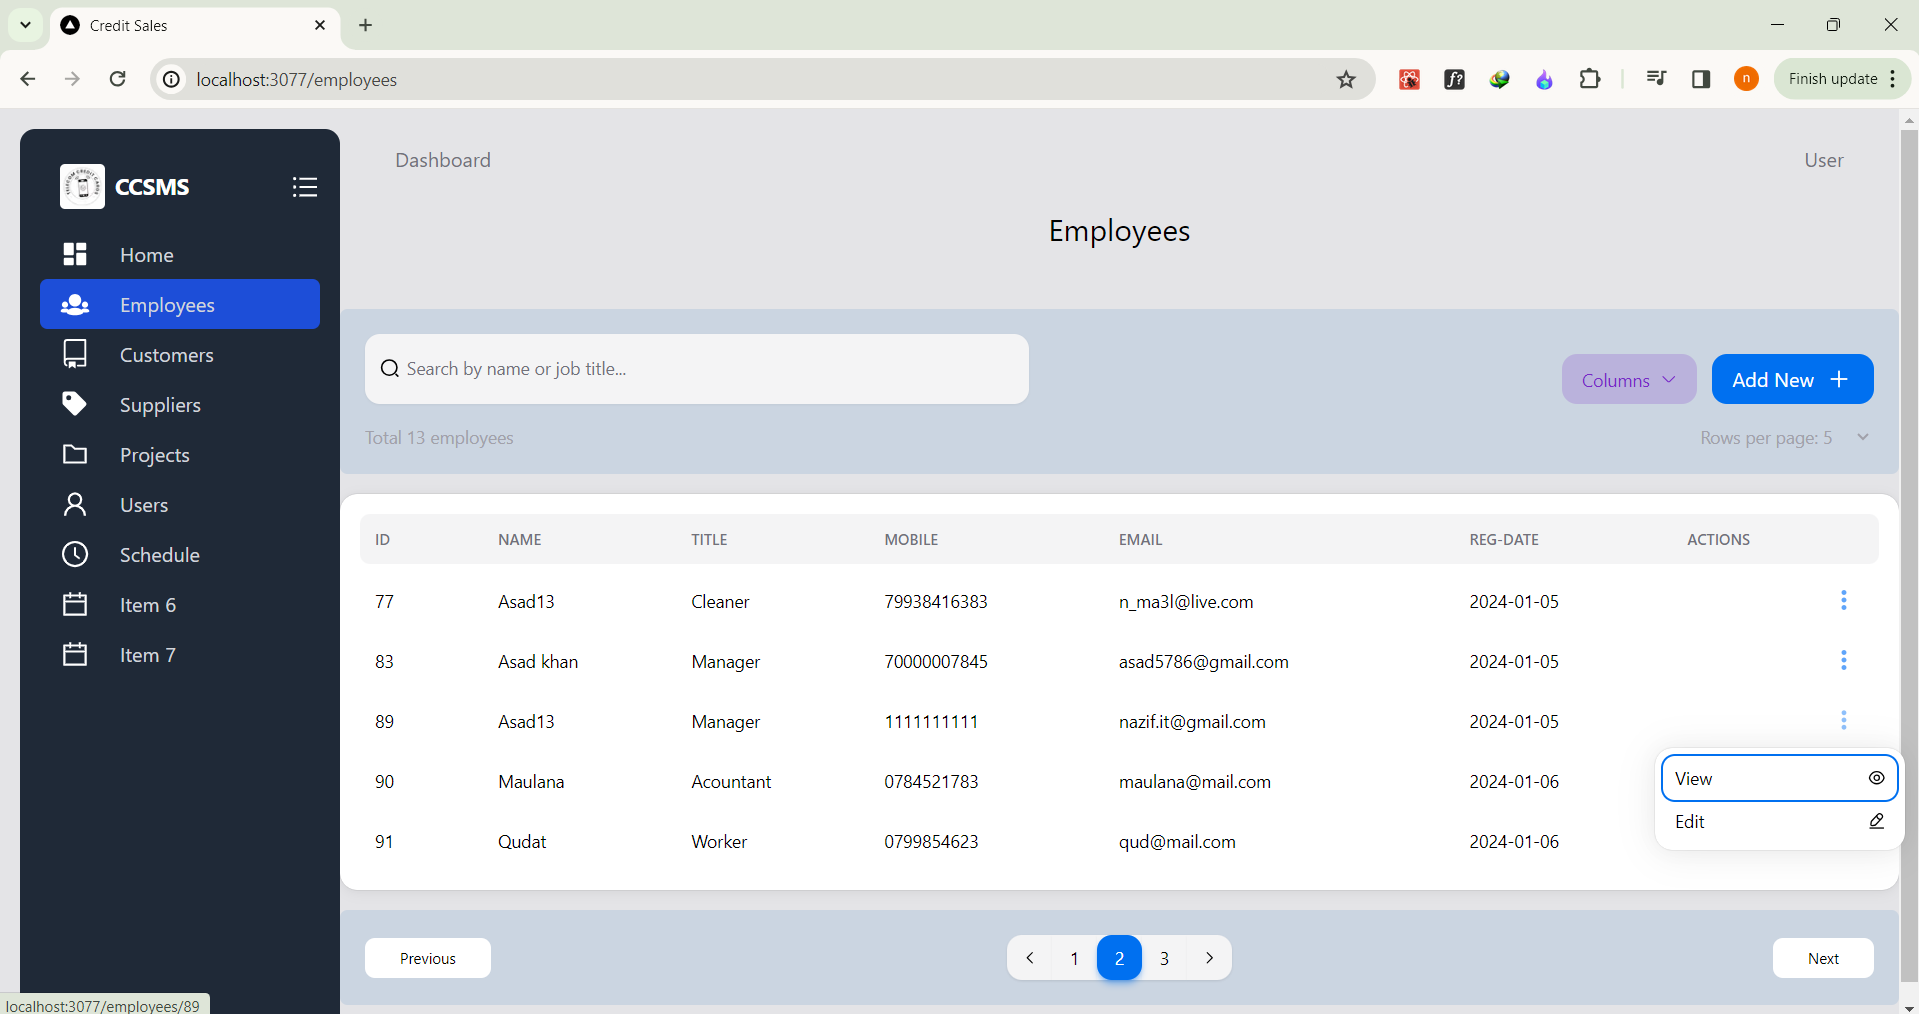 Credit Sales
localhost:3077/employees
Finish update
n
CCSMS
Home
Employees
Customers
Suppliers
Projects
Users
Schedule
Item 6
Item 7
Dashboard
User
Employees
Search by name or job title...
Columns
Add New
Total 13 employees
Rows per page: 5
ID NAME TITLE MOBILE EMAIL REG-DATE ACTIONS
77 Asad13 Cleaner 79938416383 n_ma3l@live.com 2024-01-05
83 Asad khan Manager 70000007845 asad5786@gmail.com 2024-01-05
89 Asad13 Manager 1111111111 nazif.it@gmail.com 2024-01-05
90 Maulana Acountant 0784521783 maulana@mail.com 2024-01-06
91 Qudat Worker 0799854623 qud@mail.com 2024-01-06
View
Edit
Previous
1 2 3
Next
localhost:3077/employees/89